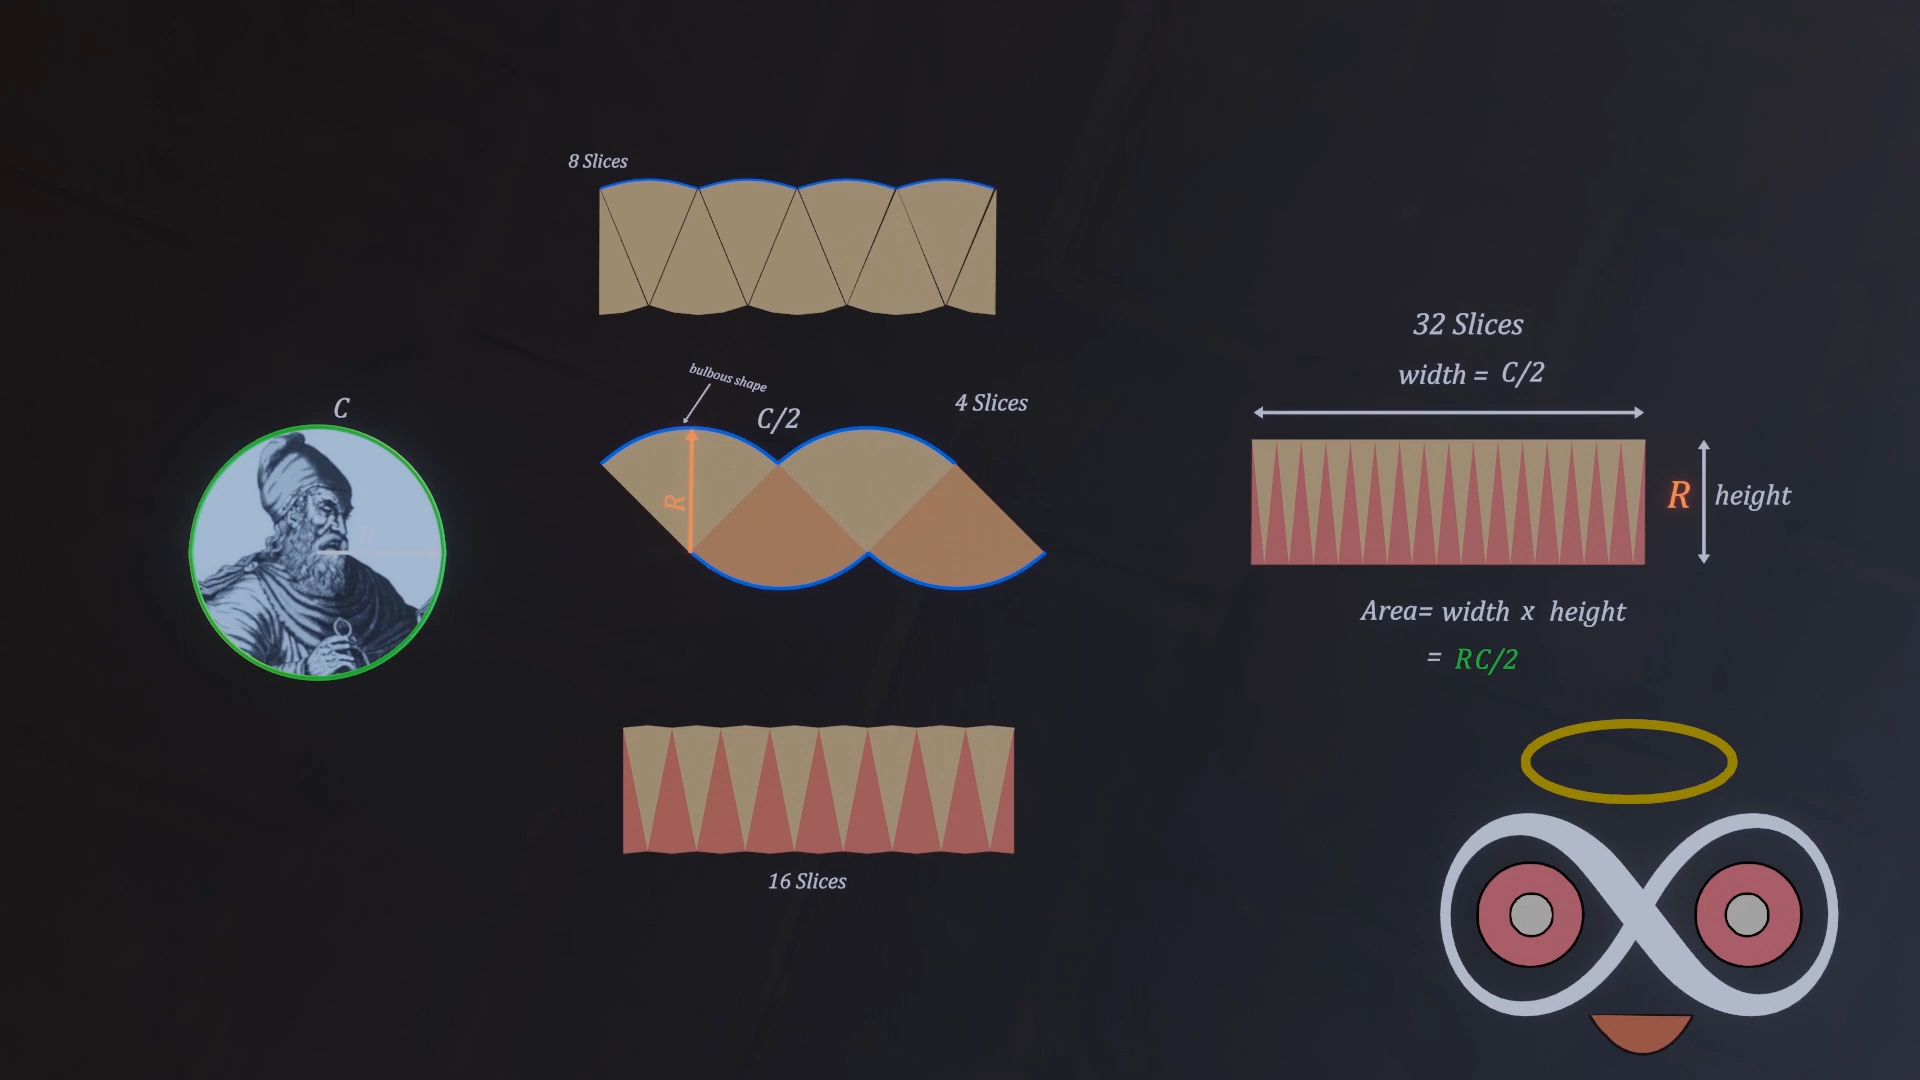 8 Slices
bulbous shape
C/2
4 Slices
C
R
R
16 Slices
32 Slices
width = C/2
R height
Area= width x height
= RC/2